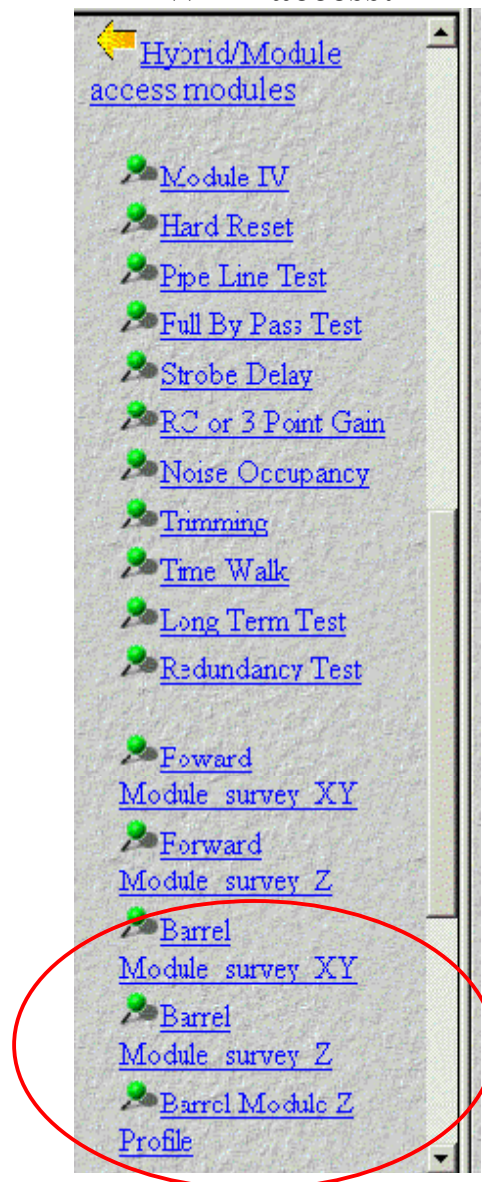 Hybrid/Module
access modules
Module IV
Hard Reset
Pipe Line Test
Full By Pass Test
Strobe Delay
RC or 3 Point Gain
Noise Occupancy
Trimming
Time Walk
Long Term Test
Redundancy Test
Foward
Module survey XY
Forward
Module survey Z
Barrel
Module survey XY
Barrel
Module survey Z
Barrel Module Z
Profile